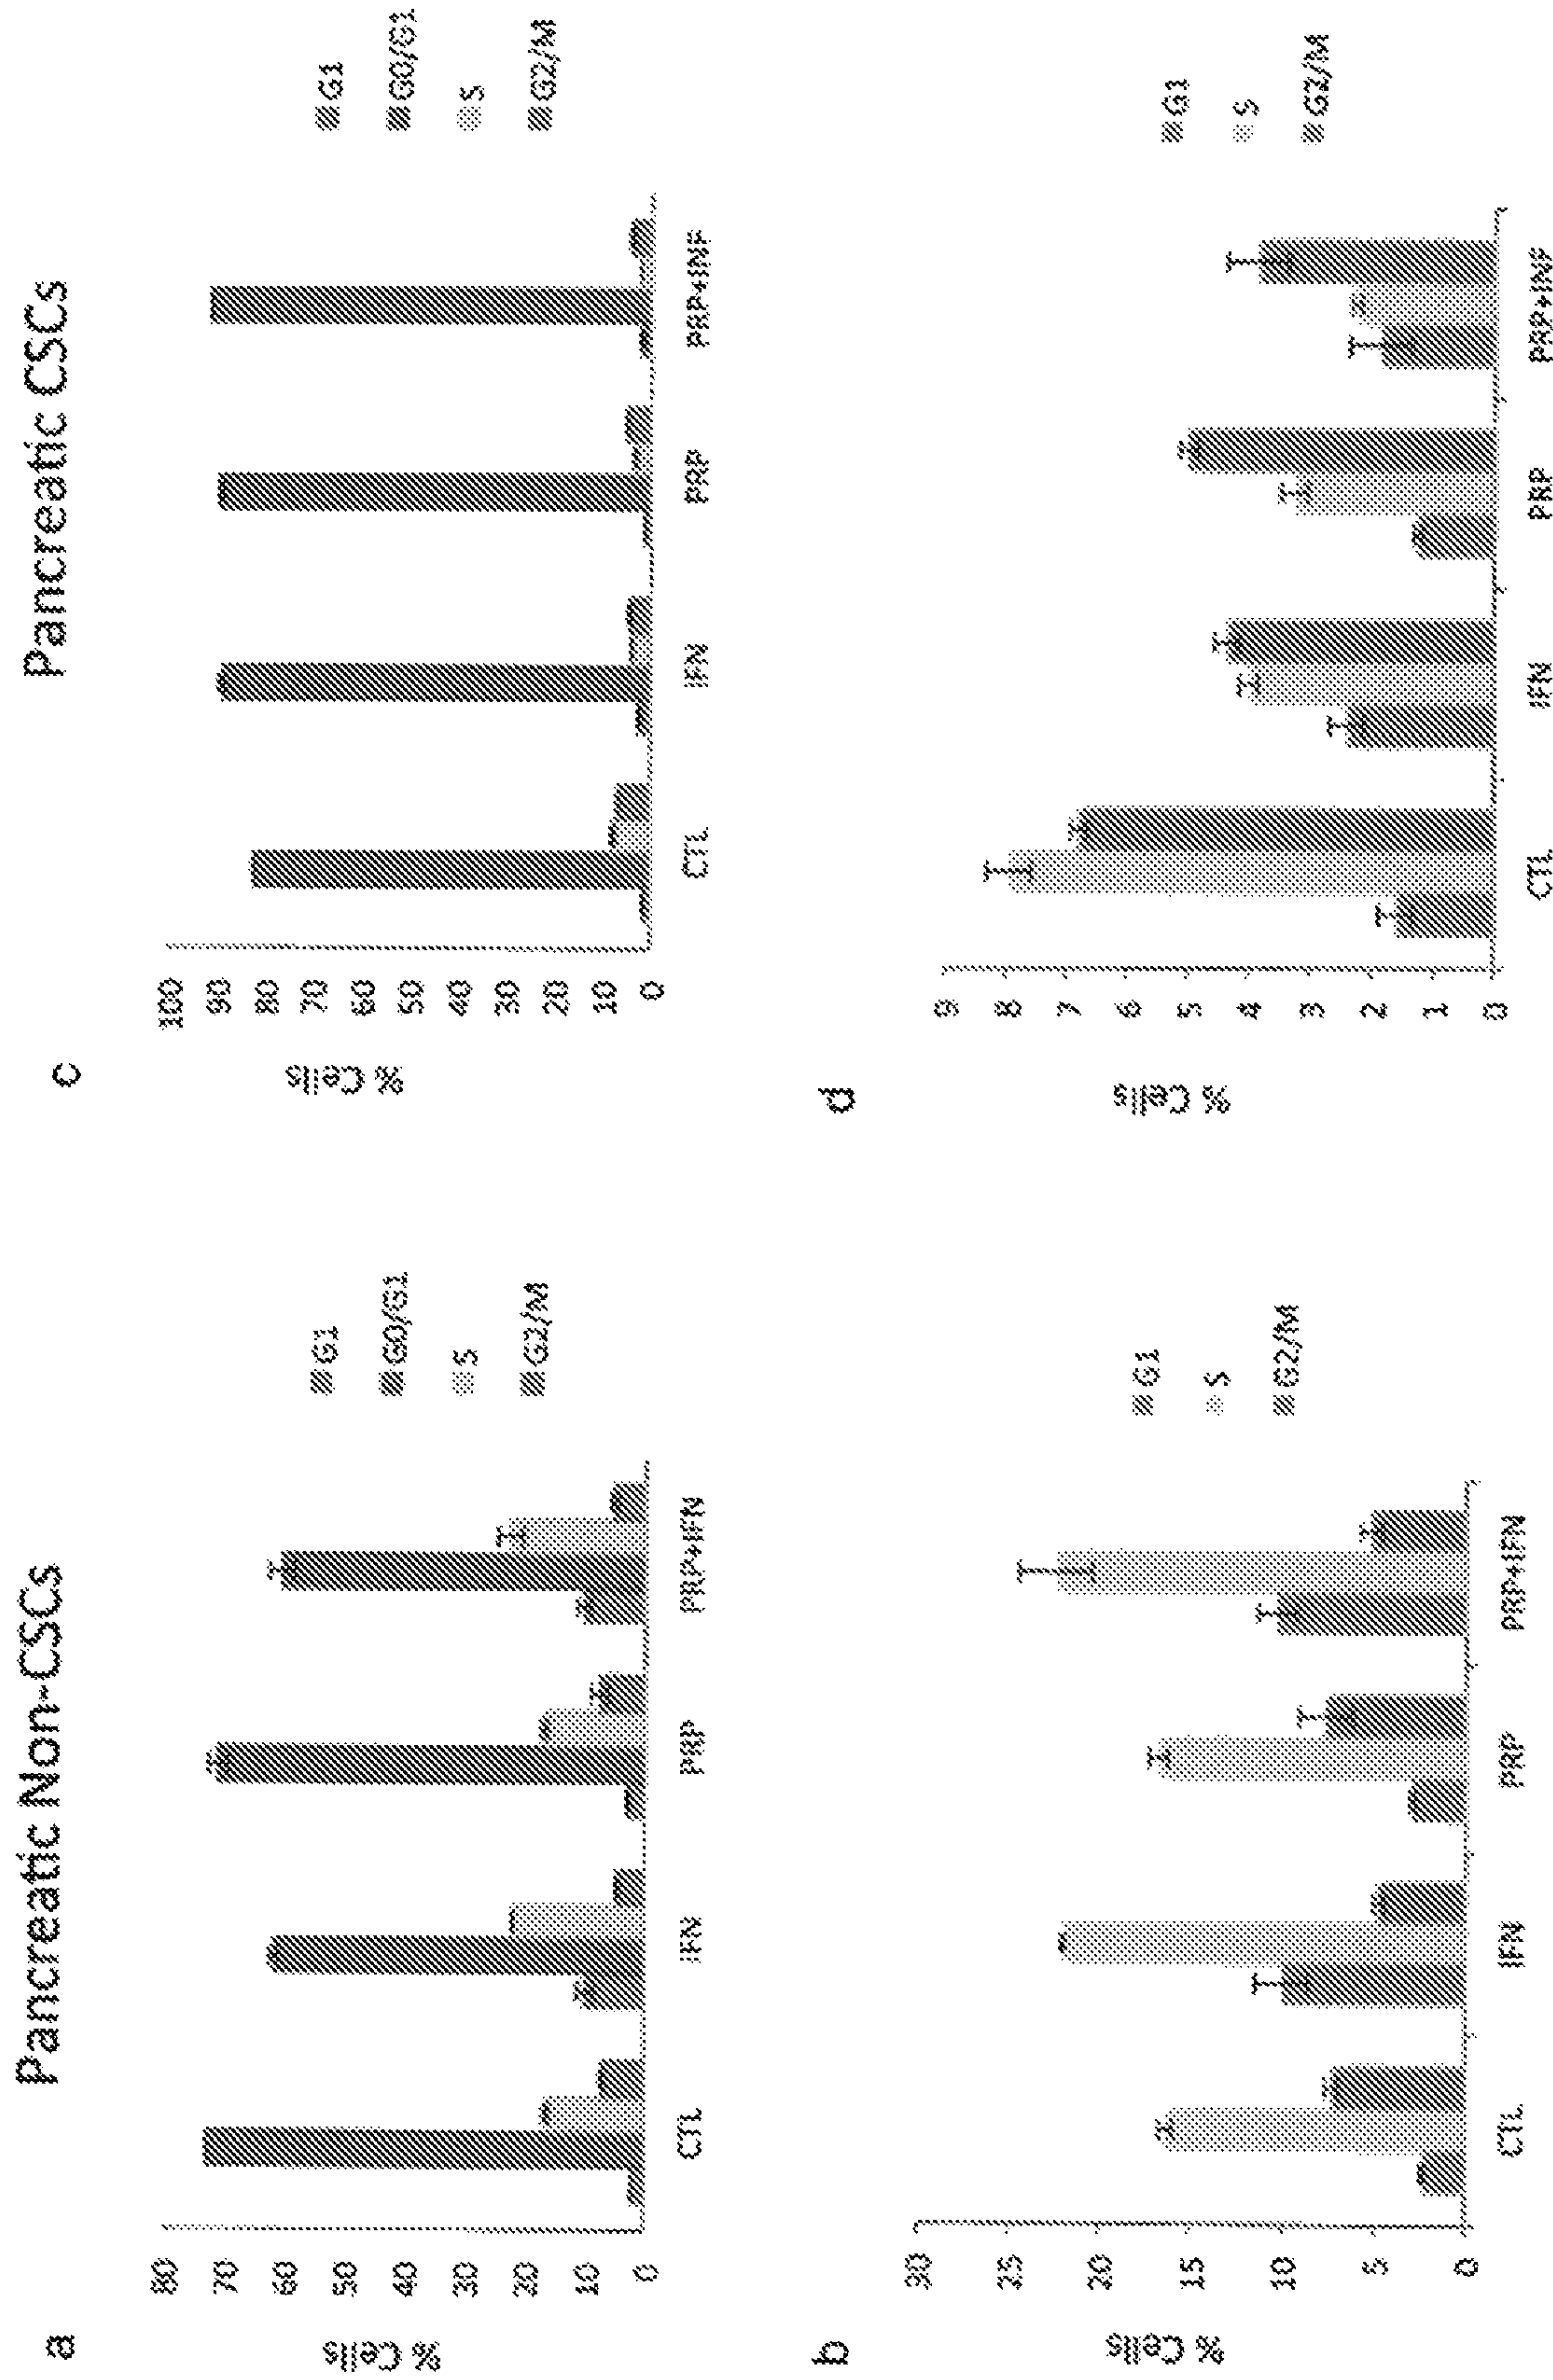 Pancreatic Non-CSCs
a
% Cells
80
70
60
50
40
30
20
10
0
CTL
IFN
PRP
PRP+IFN
G1
G0/G1
S
G2/M
b
% Cells
30
25
20
15
10
5
0
CTL
IFN
PRP
PRP+IFN
G1
S
G2/M
Pancreatic CSCs
c
% Cells
100
90
80
70
60
50
40
30
20
10
0
CTL
IFN
PRP
PRP+INF
G1
G0/G1
S
G2/M
d
% Cells
9
8
7
6
5
4
3
2
1
0
CTL
IFN
PRP
PRP+INF
G1
S
G2/M